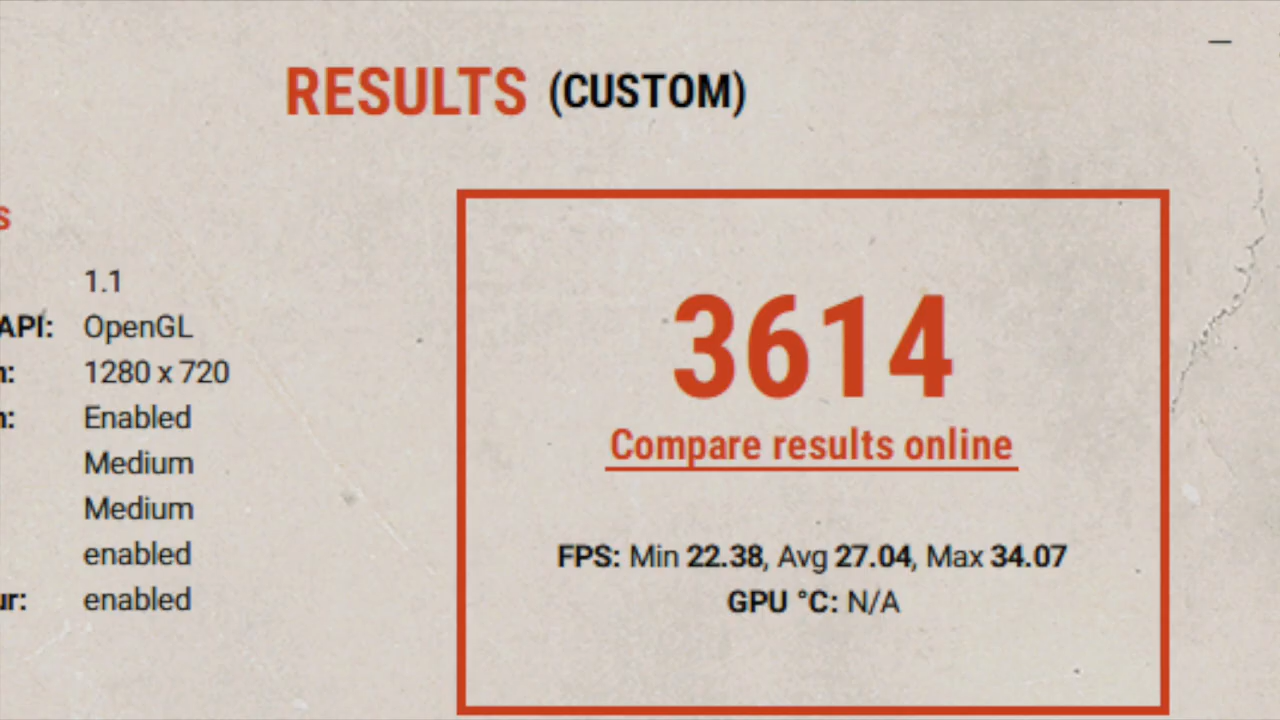 RESULTS (CUSTOM)
s
1.1
API: OpenGL
n: 1280 x 720
n: Enabled
Medium
Medium
enabled
ur: enabled
3614
Compare results online
FPS: Min 22.38, Avg 27.04, Max 34.07
GPU °C: N/A